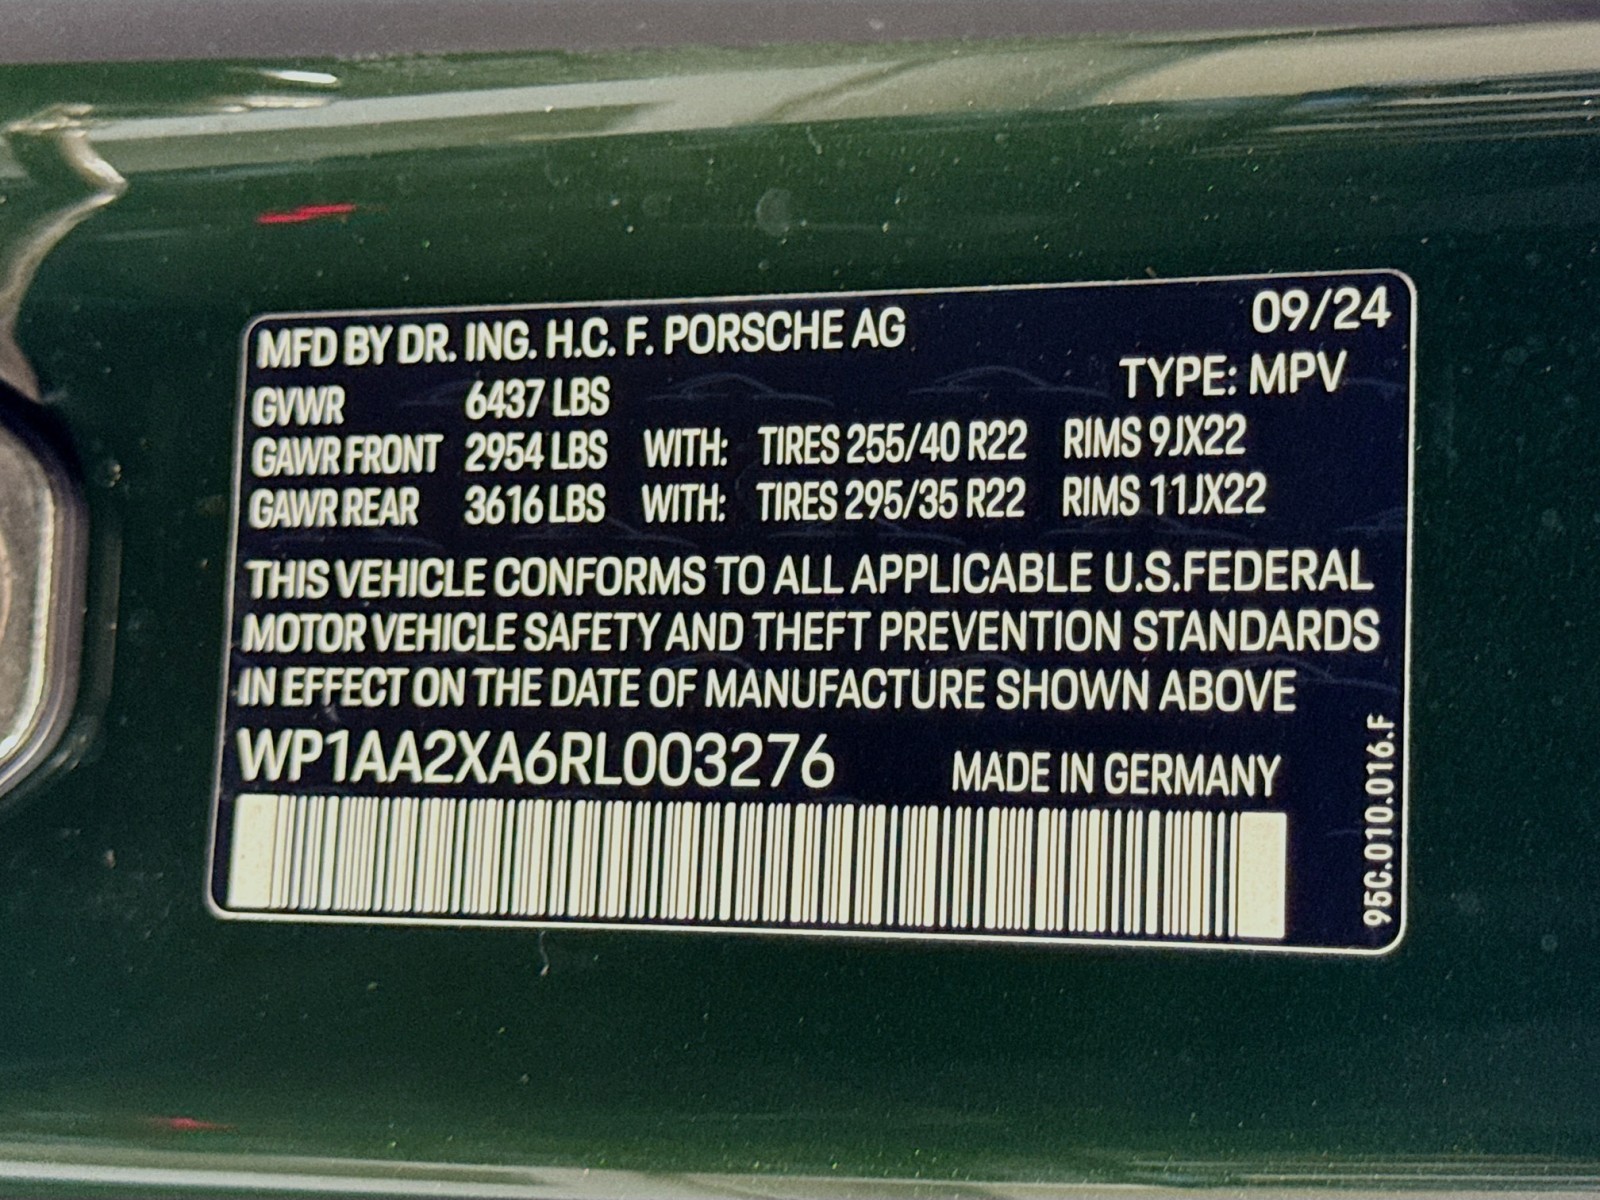 MFD BY DR. ING. H.C. F. PORSCHE AG 09/24
TYPE: MPV
GVWR 6437 LBS
GAWR FRONT 2954 LBS WITH: TIRES 255/40 R22 RIMS 9JX22
GAWR REAR 3616 LBS WITH: TIRES 295/35 R22 RIMS 11JX22
THIS VEHICLE CONFORMS TO ALL APPLICABLE U.S.FEDERAL
MOTOR VEHICLE SAFETY AND THEFT PREVENTION STANDARDS
IN EFFECT ON THE DATE OF MANUFACTURE SHOWN ABOVE
WP1AA2XA6RL003276 MADE IN GERMANY
95C.010.016.F